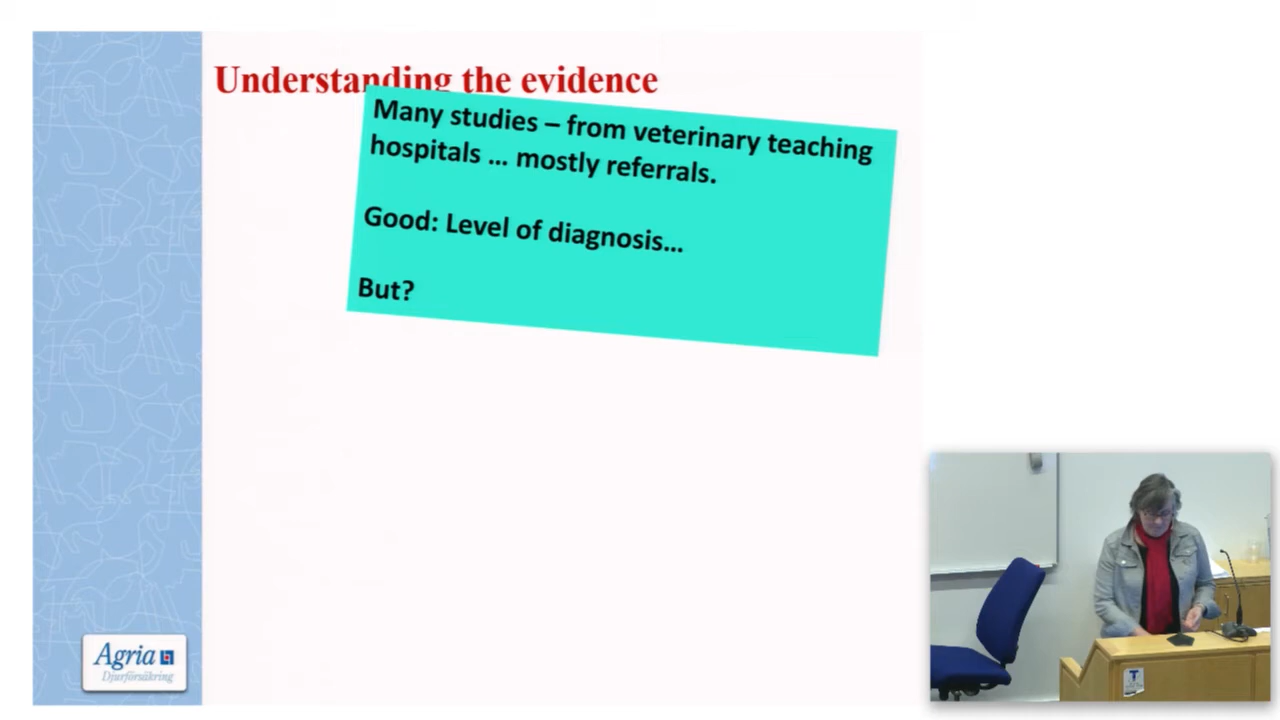 Understanding the evidence
Many studies – from veterinary teaching
hospitals ... mostly referrals.
Good: Level of diagnosis...
But?
Agria
Djurförsäkring